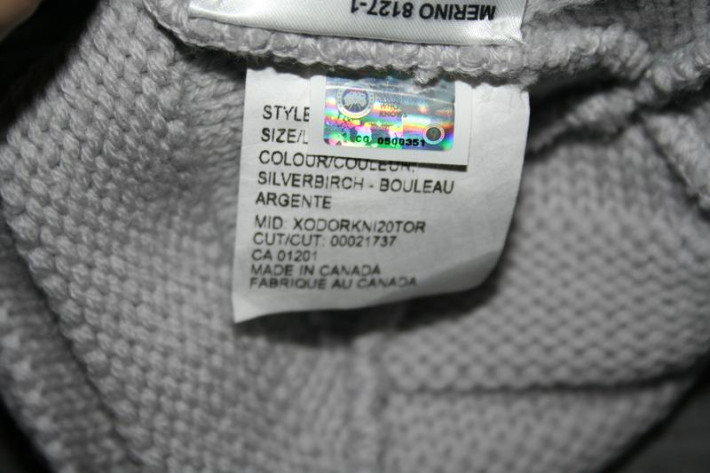 MERINO 8127-1
STYLE
SIZE/
CG 0500351
COLOUR/COULEUR:
SILVERBIRCH - BOULEAU
ARGENTE
MID: XODORKNI20TOR
CUT/CUT: 00021737
CA 01201
MADE IN CANADA
FABRIQUE AU CANADA